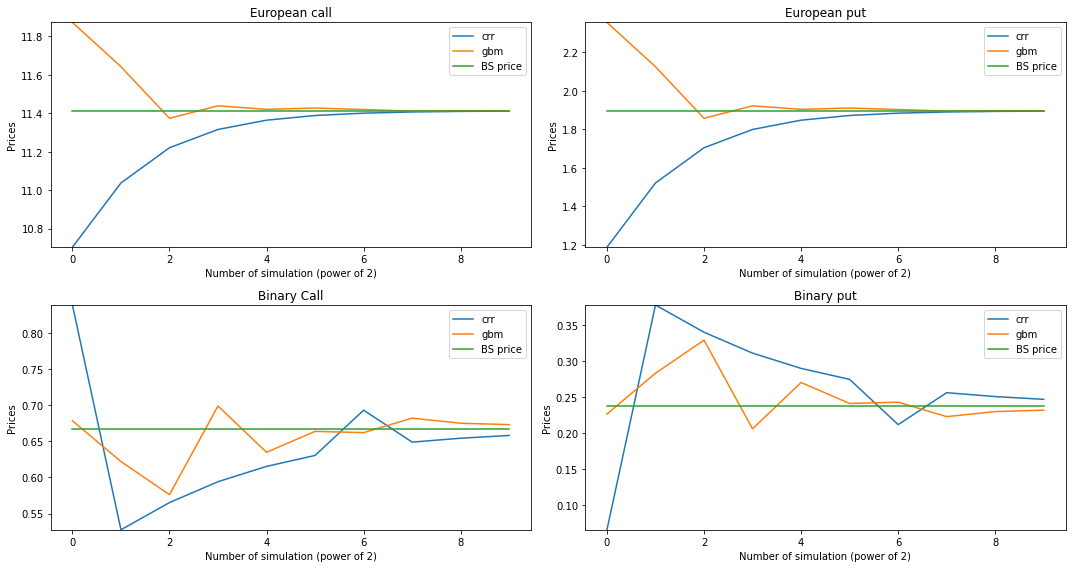 European call
11.8
11.6
11.4
11.2
11.0
10.8
Prices
0 2 4 6 8
Number of simulation (power of 2)
crr
gbm
BS price
European put
2.2
2.0
1.8
1.6
1.4
1.2
Prices
0 2 4 6 8
Number of simulation (power of 2)
crr
gbm
BS price
Binary Call
0.80
0.75
0.70
0.65
0.60
0.55
Prices
0 2 4 6 8
Number of simulation (power of 2)
crr
gbm
BS price
Binary put
0.35
0.30
0.25
0.20
0.15
0.10
Prices
0 2 4 6 8
Number of simulation (power of 2)
crr
gbm
BS price